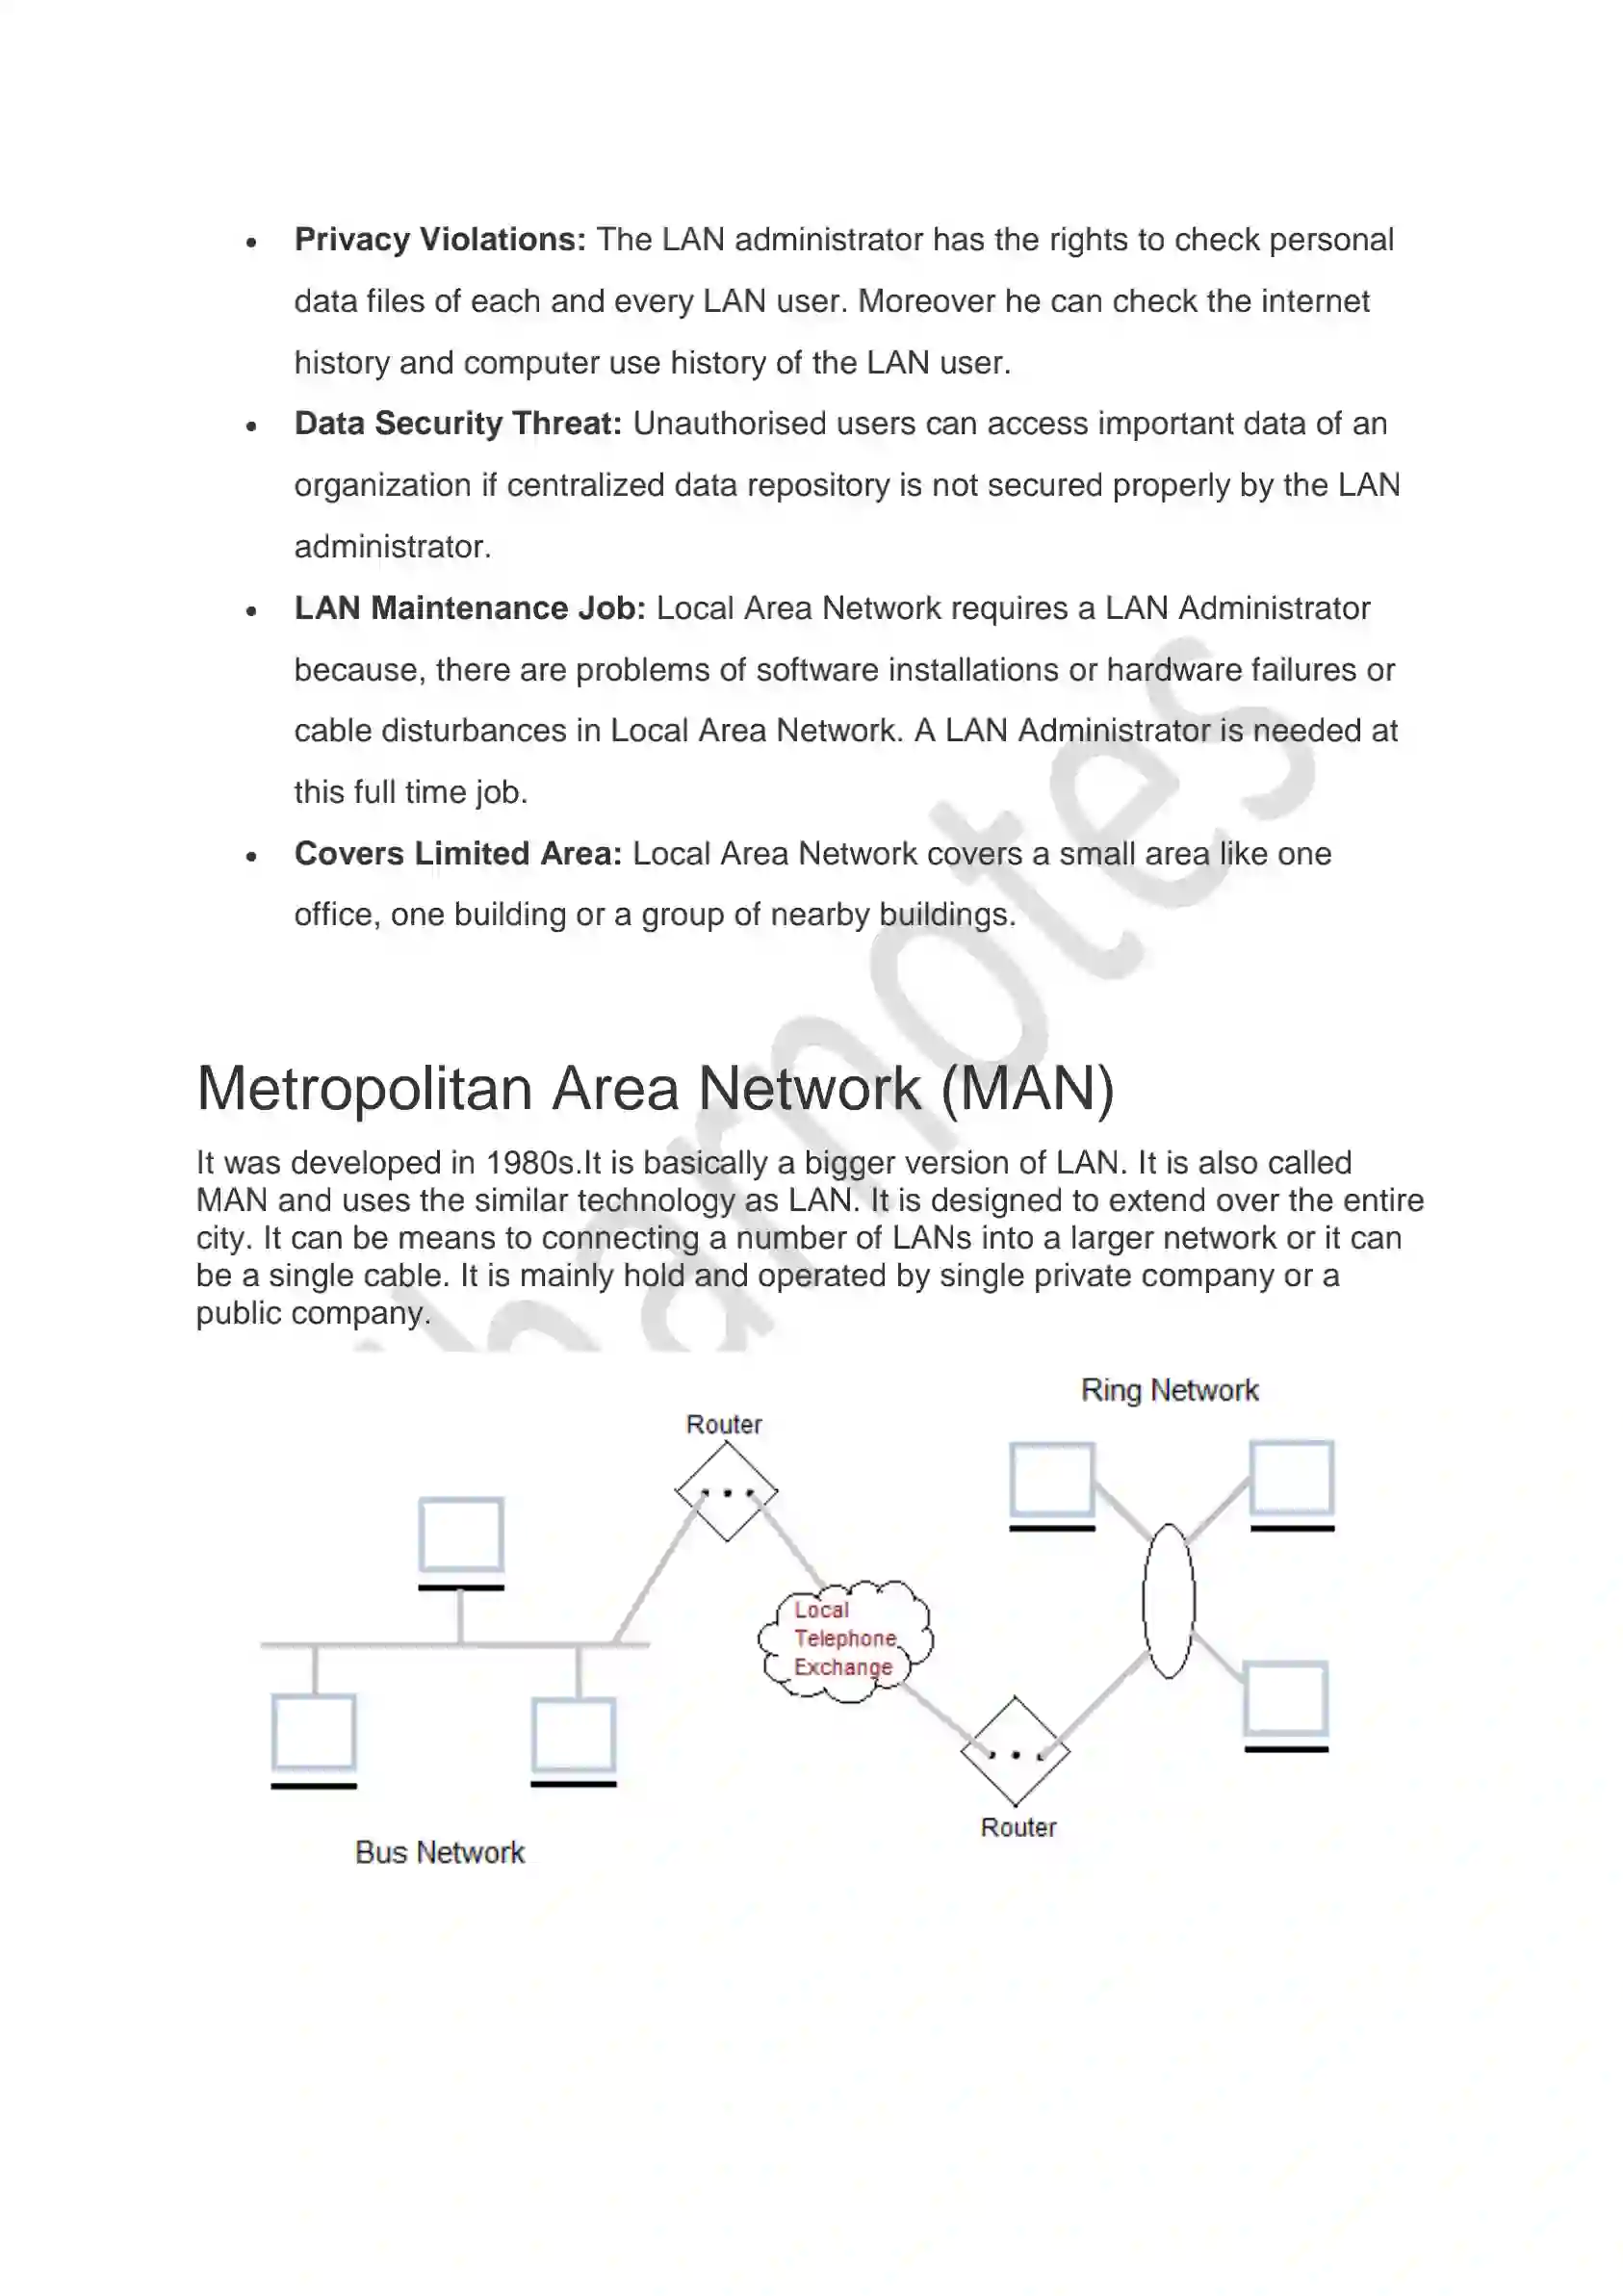 • Privacy Violations: The LAN administrator has the rights to check personal
data files of each and every LAN user. Moreover he can check the internet
history and computer use history of the LAN user.
• Data Security Threat: Unauthorised users can access important data of an
organization if centralized data repository is not secured properly by the LAN
administrator.
• LAN Maintenance Job: Local Area Network requires a LAN Administrator
because, there are problems of software installations or hardware failures or
cable disturbances in Local Area Network. A LAN Administrator is needed at
this full time job.
• Covers Limited Area: Local Area Network covers a small area like one
office, one building or a group of nearby buildings.
Metropolitan Area Network (MAN)
It was developed in 1980s.It is basically a bigger version of LAN. It is also called
MAN and uses the similar technology as LAN. It is designed to extend over the entire
city. It can be means to connecting a number of LANs into a larger network or it can
be a single cable. It is mainly hold and operated by single private company or a
public company.
Ring Network
Router
Local
Telephone
Exchange
Router
Bus Network